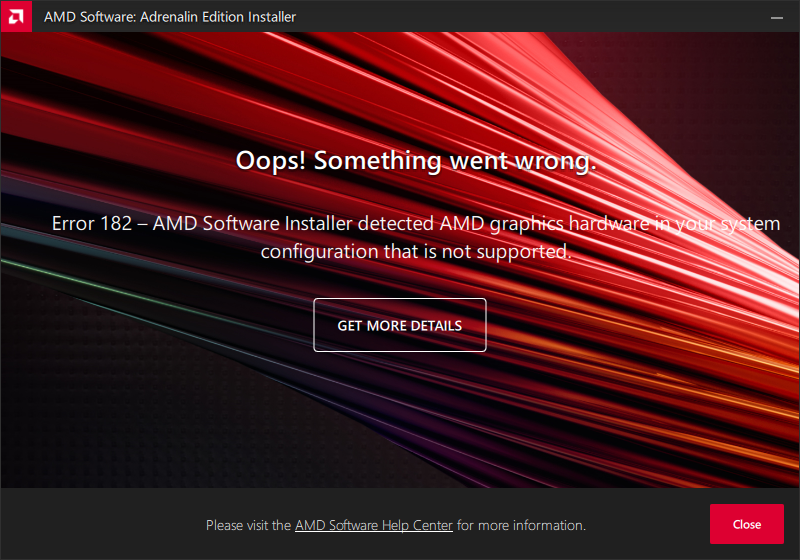 AMD Software: Adrenalin Edition Installer
Oops! Something went wrong.
Error 182 – AMD Software Installer detected AMD graphics hardware in your system
configuration that is not supported.
GET MORE DETAILS
Please visit the AMD Software Help Center for more information.
Close